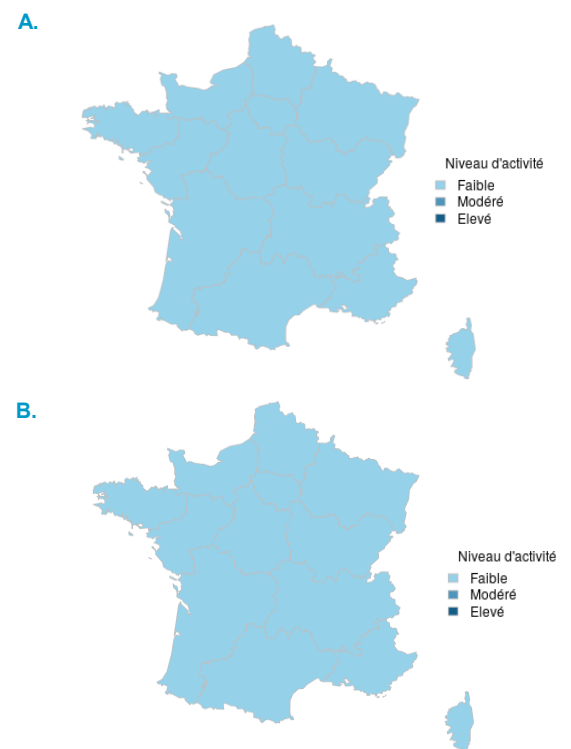 A.
Niveau d'activité
Faible
Modéré
Elevé
B.
Niveau d'activité
Faible
Modéré
Elevé